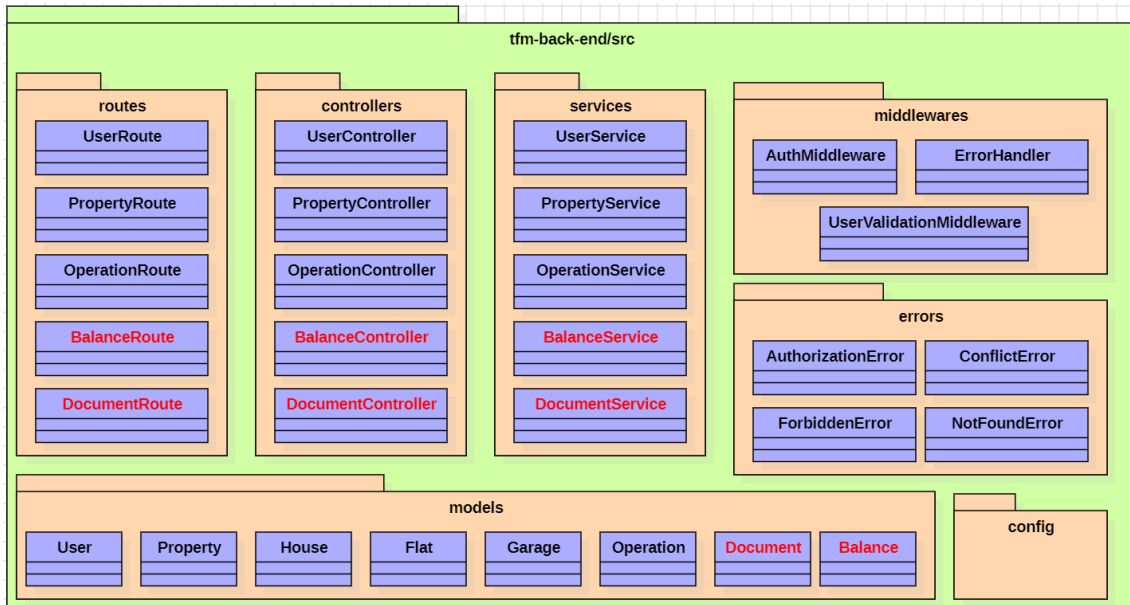 tfm-back-end/src
routes
UserRoute
PropertyRoute
OperationRoute
BalanceRoute
DocumentRoute
controllers
UserController
PropertyController
OperationController
BalanceController
DocumentController
services
UserService
PropertyService
OperationService
BalanceService
DocumentService
middlewares
AuthMiddleware
ErrorHandler
UserValidationMiddleware
errors
AuthorizationError
ConflictError
ForbiddenError
NotFoundError
models
User
Property
House
Flat
Garage
Operation
Document
Balance
config